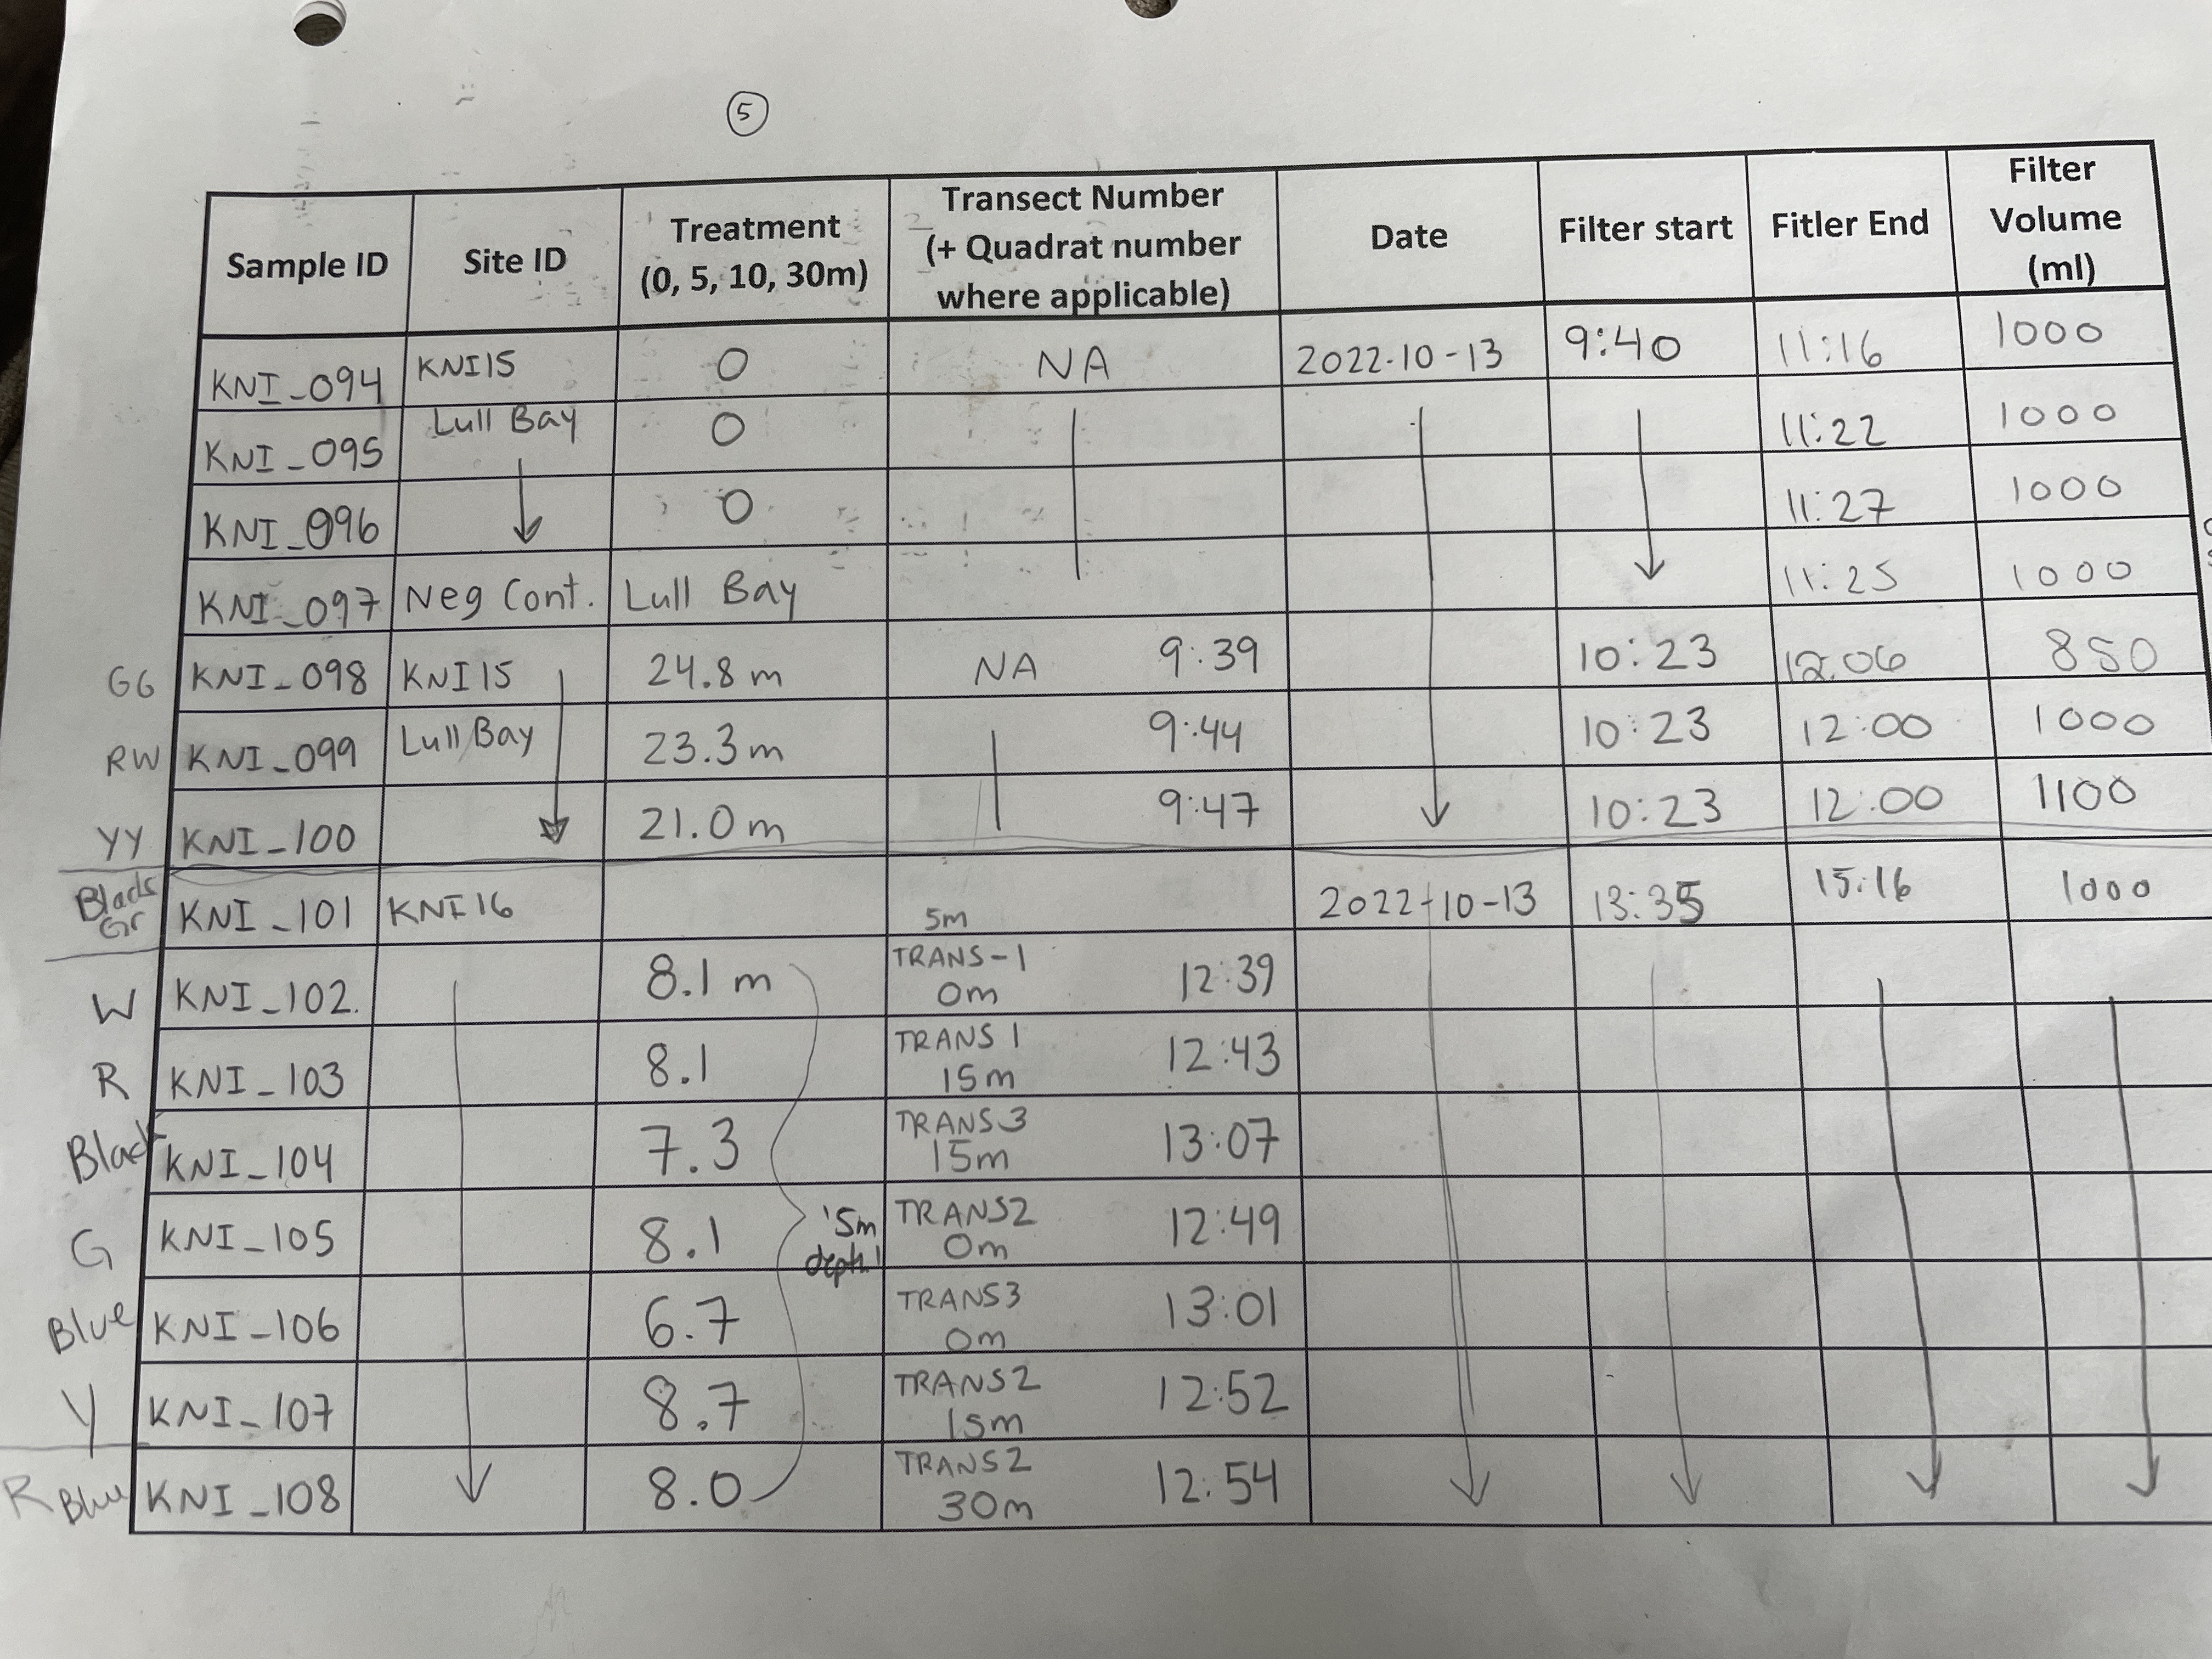 5
Sample ID | Site ID | Treatment (0, 5, 10, 30m) | Transect Number (+ Quadrat number where applicable) | Date | Filter start | Fitler End | Filter Volume (ml)
KNI_094 | KNI15 | 0 | NA | 2022-10-13 | 9:40 | 11:16 | 1000
KNI_095 | Lull Bay | 0 | 11:22 | 1000
KNI_096 | ↓ | 0 | 11:27 | 1000
KNI_097 | Neg Cont. | Lull Bay | ↓ | 11:25 | 1000
GG | KNI_098 | KNI15 | 24.8 m | NA 9:39 | 10:23 | 12:06 | 850
RW | KNI_099 | Lull Bay | 23.3 m | 9:44 | 10:23 | 12:00 | 1000
YY | KNI_100 | ↓ | 21.0 m | 9:47 | ↓ | 10:23 | 12:00 | 1100
Black Gr | KNI_101 | KNI16 | 5m | 2022-10-13 | 13:35 | 15:16 | 1000
W | KNI_102 | 8.1 m | TRANS-1 0m 12:39
R | KNI_103 | 8.1 | TRANS 1 15m 12:43
Black | KNI_104 | 7.3 | TRANS3 15m 13:07
G | KNI_105 | 8.1 | 5m depth | TRANS2 0m 12:49
Blue | KNI_106 | 6.7 | TRANS3 0m 13:01
Y | KNI_107 | 8.7 | TRANS2 15m 12:52
R Blue | KNI_108 | ↓ | 8.0 | TRANS2 30m 12:54 | ↓ | ↓ | ↓ | ↓